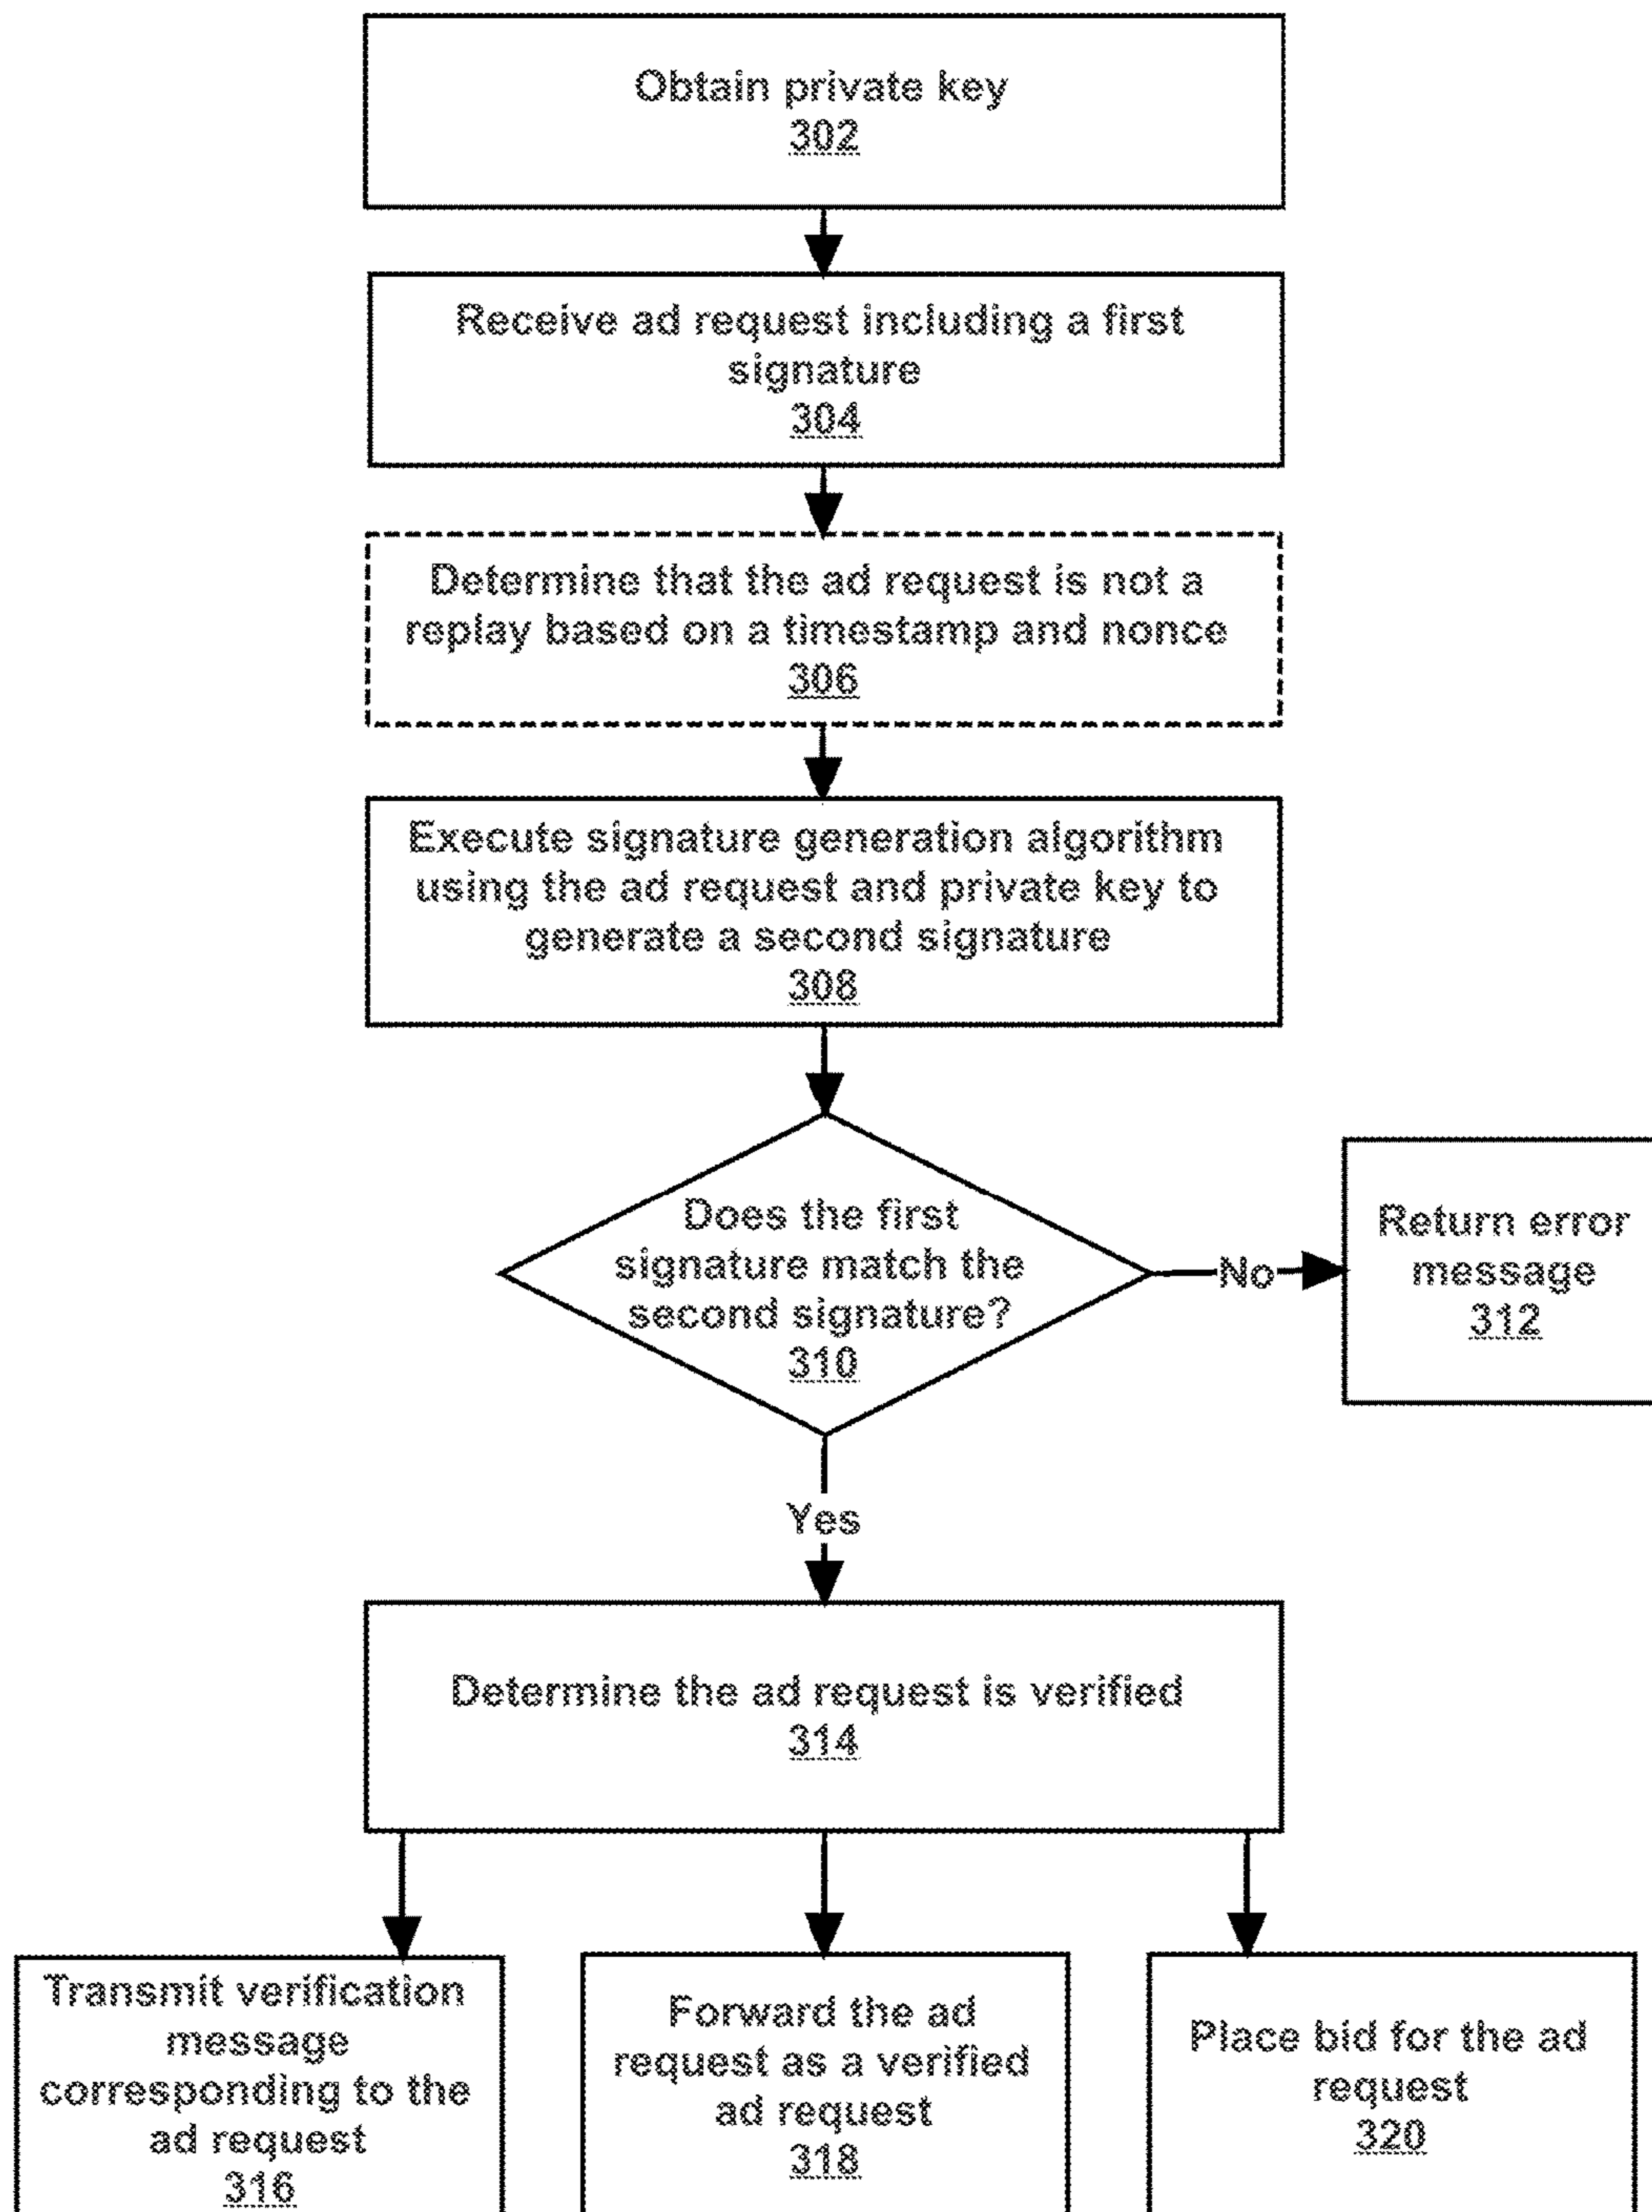 Obtain private key
302
Receive ad request including a first
signature
304
Determine that the ad request is not a
replay based on a timestamp and nonce
306
Execute signature generation algorithm
using the ad request and private key to
generate a second signature
308
Does the first
signature match the
second signature?
310
No
Return error
message
312
Yes
Determine the ad request is verified
314
Transmit verification
message
corresponding to the
ad request
316
Forward the ad
request as a verified
ad request
318
Place bid for the ad
request
320